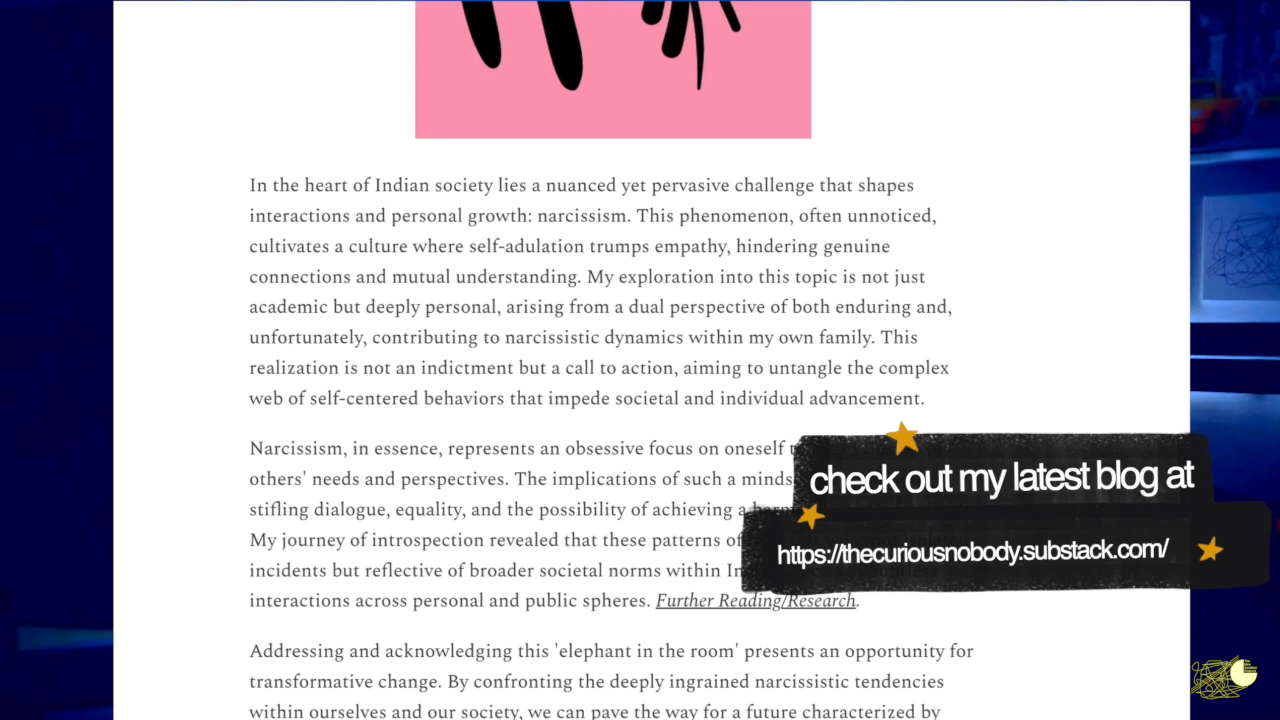 In the heart of Indian society lies a nuanced yet pervasive challenge that shapes
interactions and personal growth: narcissism. This phenomenon, often unnoticed,
cultivates a culture where self-adulation trumps empathy, hindering genuine
connections and mutual understanding. My exploration into this topic is not just
academic but deeply personal, arising from a dual perspective of both enduring and,
unfortunately, contributing to narcissistic dynamics within my own family. This
realization is not an indictment but a call to action, aiming to untangle the complex
web of self-centered behaviors that impede societal and individual advancement.
Narcissism, in essence, represents an obsessive focus on oneself
others' needs and perspectives. The implications of such a
stifling dialogue, equality, and the possibility of achieving a
My journey of introspection revealed that these patterns of
incidents but reflective of broader societal norms within
interactions across personal and public spheres. Further Reading/Research.
check out my latest blog at
https://thecuriousnobody.substack.com/
Addressing and acknowledging this 'elephant in the room' presents an opportunity for
transformative change. By confronting the deeply ingrained narcissistic tendencies
within ourselves and our society, we can pave the way for a future characterized by